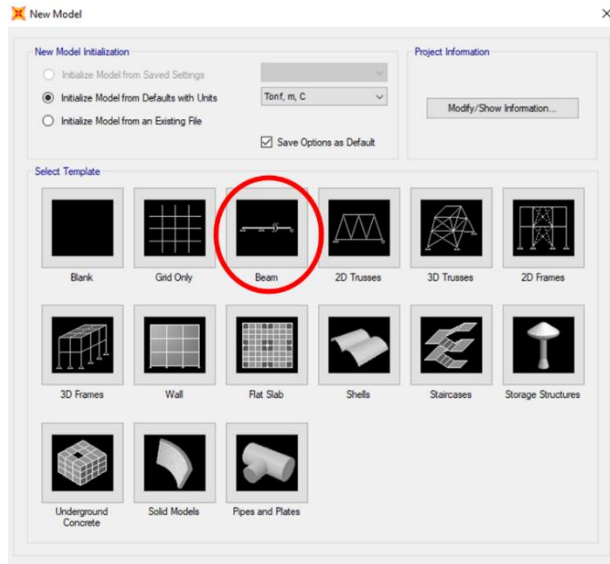 New Model
New Model Initialization
Initialize Model from Saved Settings
Initialize Model from Defaults with Units
Tonf, m, C
Initialize Model from an Existing File
Save Options as Default
Project Information
Modify/Show Information...
Select Template
Blank
Grid Only
Beam
2D Trusses
3D Trusses
2D Frames
3D Frames
Wall
Flat Slab
Shells
Staircases
Storage Structures
Underground
Concrete
Solid Models
Pipes and Plates